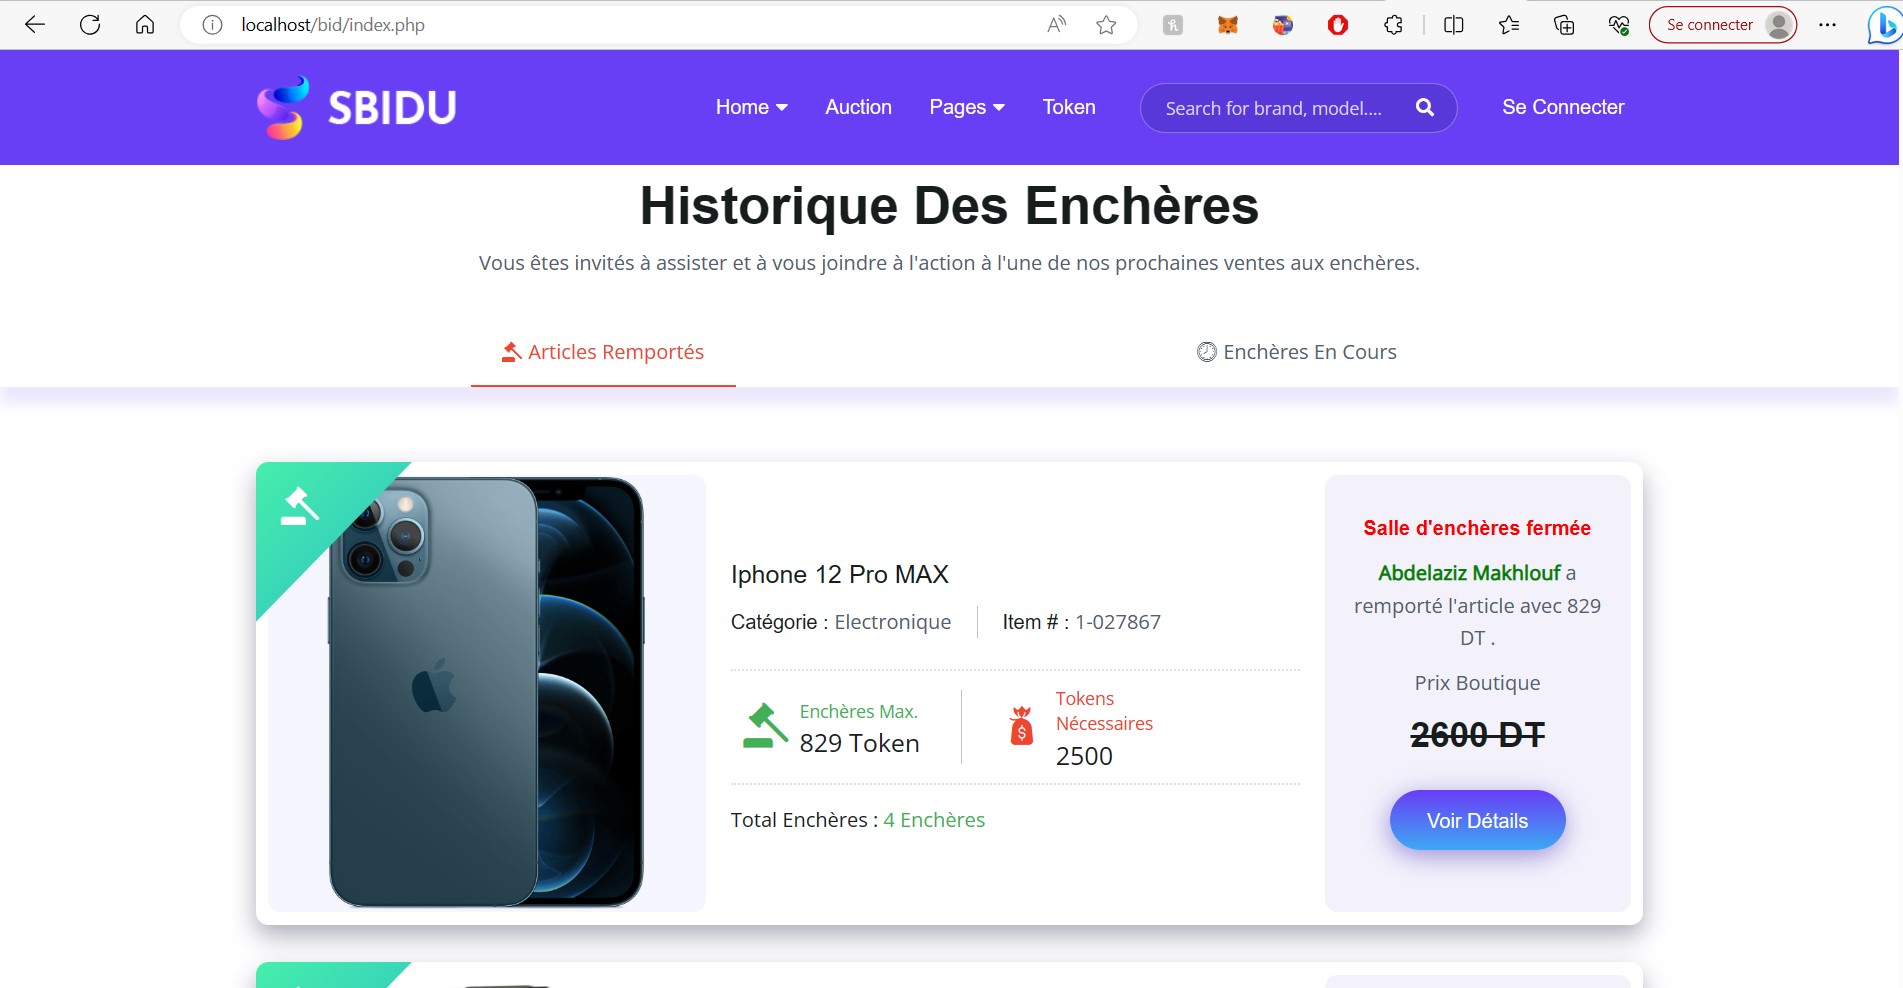 localhost/bid/index.php
Se connecter
SBIDU
Home
Auction
Pages
Token
Search for brand, model....
Se Connecter
Historique Des Enchères
Vous êtes invités à assister et à vous joindre à l'action à l'une de nos prochaines ventes aux enchères.
Articles Remportés
Enchères En Cours
Iphone 12 Pro MAX
Catégorie : Electronique
Item # : 1-027867
Enchères Max.
829 Token
Tokens
Nécessaires
2500
Total Enchères : 4 Enchères
Salle d'enchères fermée
Abdelaziz Makhlouf a
remporté l'article avec 829
DT .
Prix Boutique
2600 DT
Voir Détails